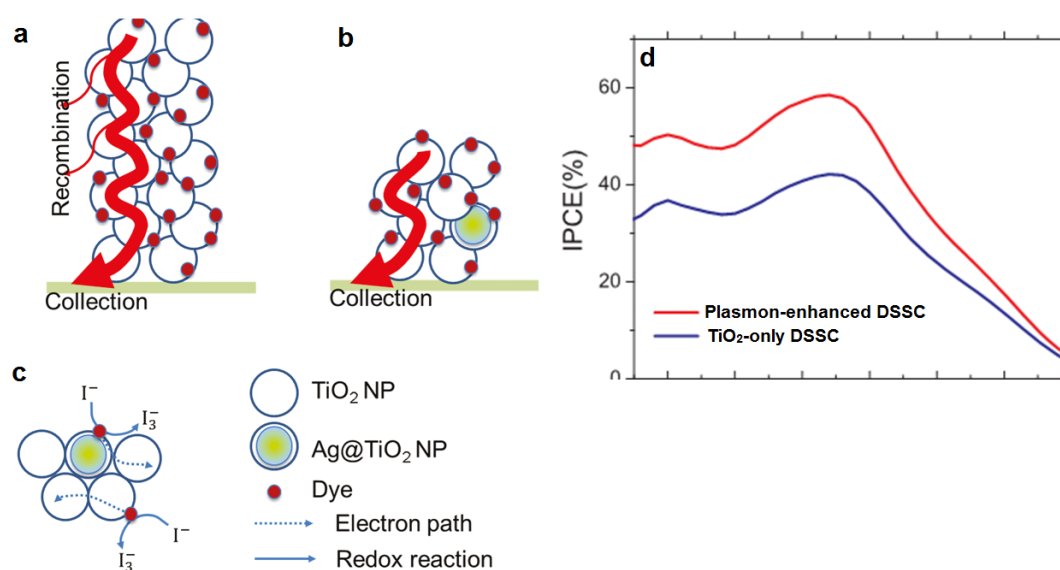 a
Recombination
Collection
b
Collection
c
I⁻
I₃⁻
I⁻
I₃⁻
TiO₂ NP
Ag@TiO₂ NP
Dye
Electron path
Redox reaction
d
IPCE(%)
60
40
20
0
Plasmon-enhanced DSSC
TiO₂-only DSSC